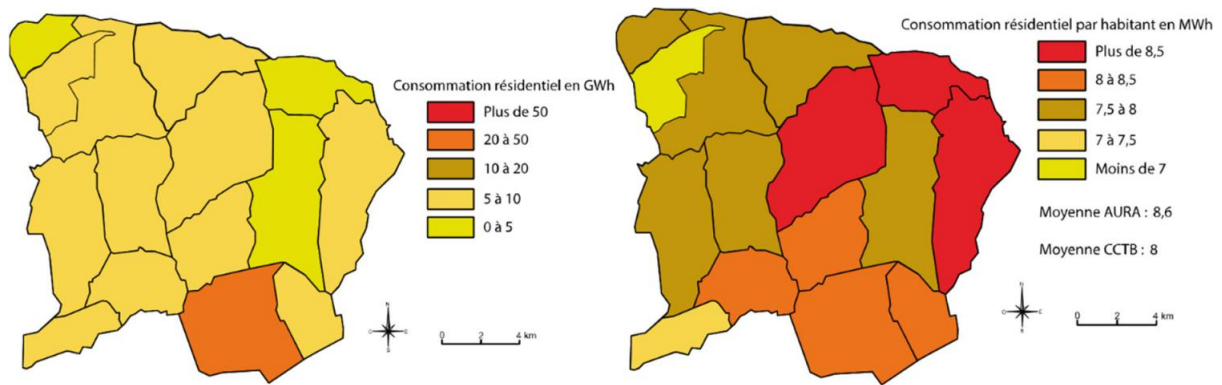 Consommation résidentiel en GWh
Plus de 50
20 à 50
10 à 20
5 à 10
0 à 5
N
O E
S
0 2 4 km
Consommation résidentiel par habitant en MWh
Plus de 8,5
8 à 8,5
7,5 à 8
7 à 7,5
Moins de 7
Moyenne AURA : 8,6
Moyenne CCTB : 8
N
O E
S
0 2 4 km